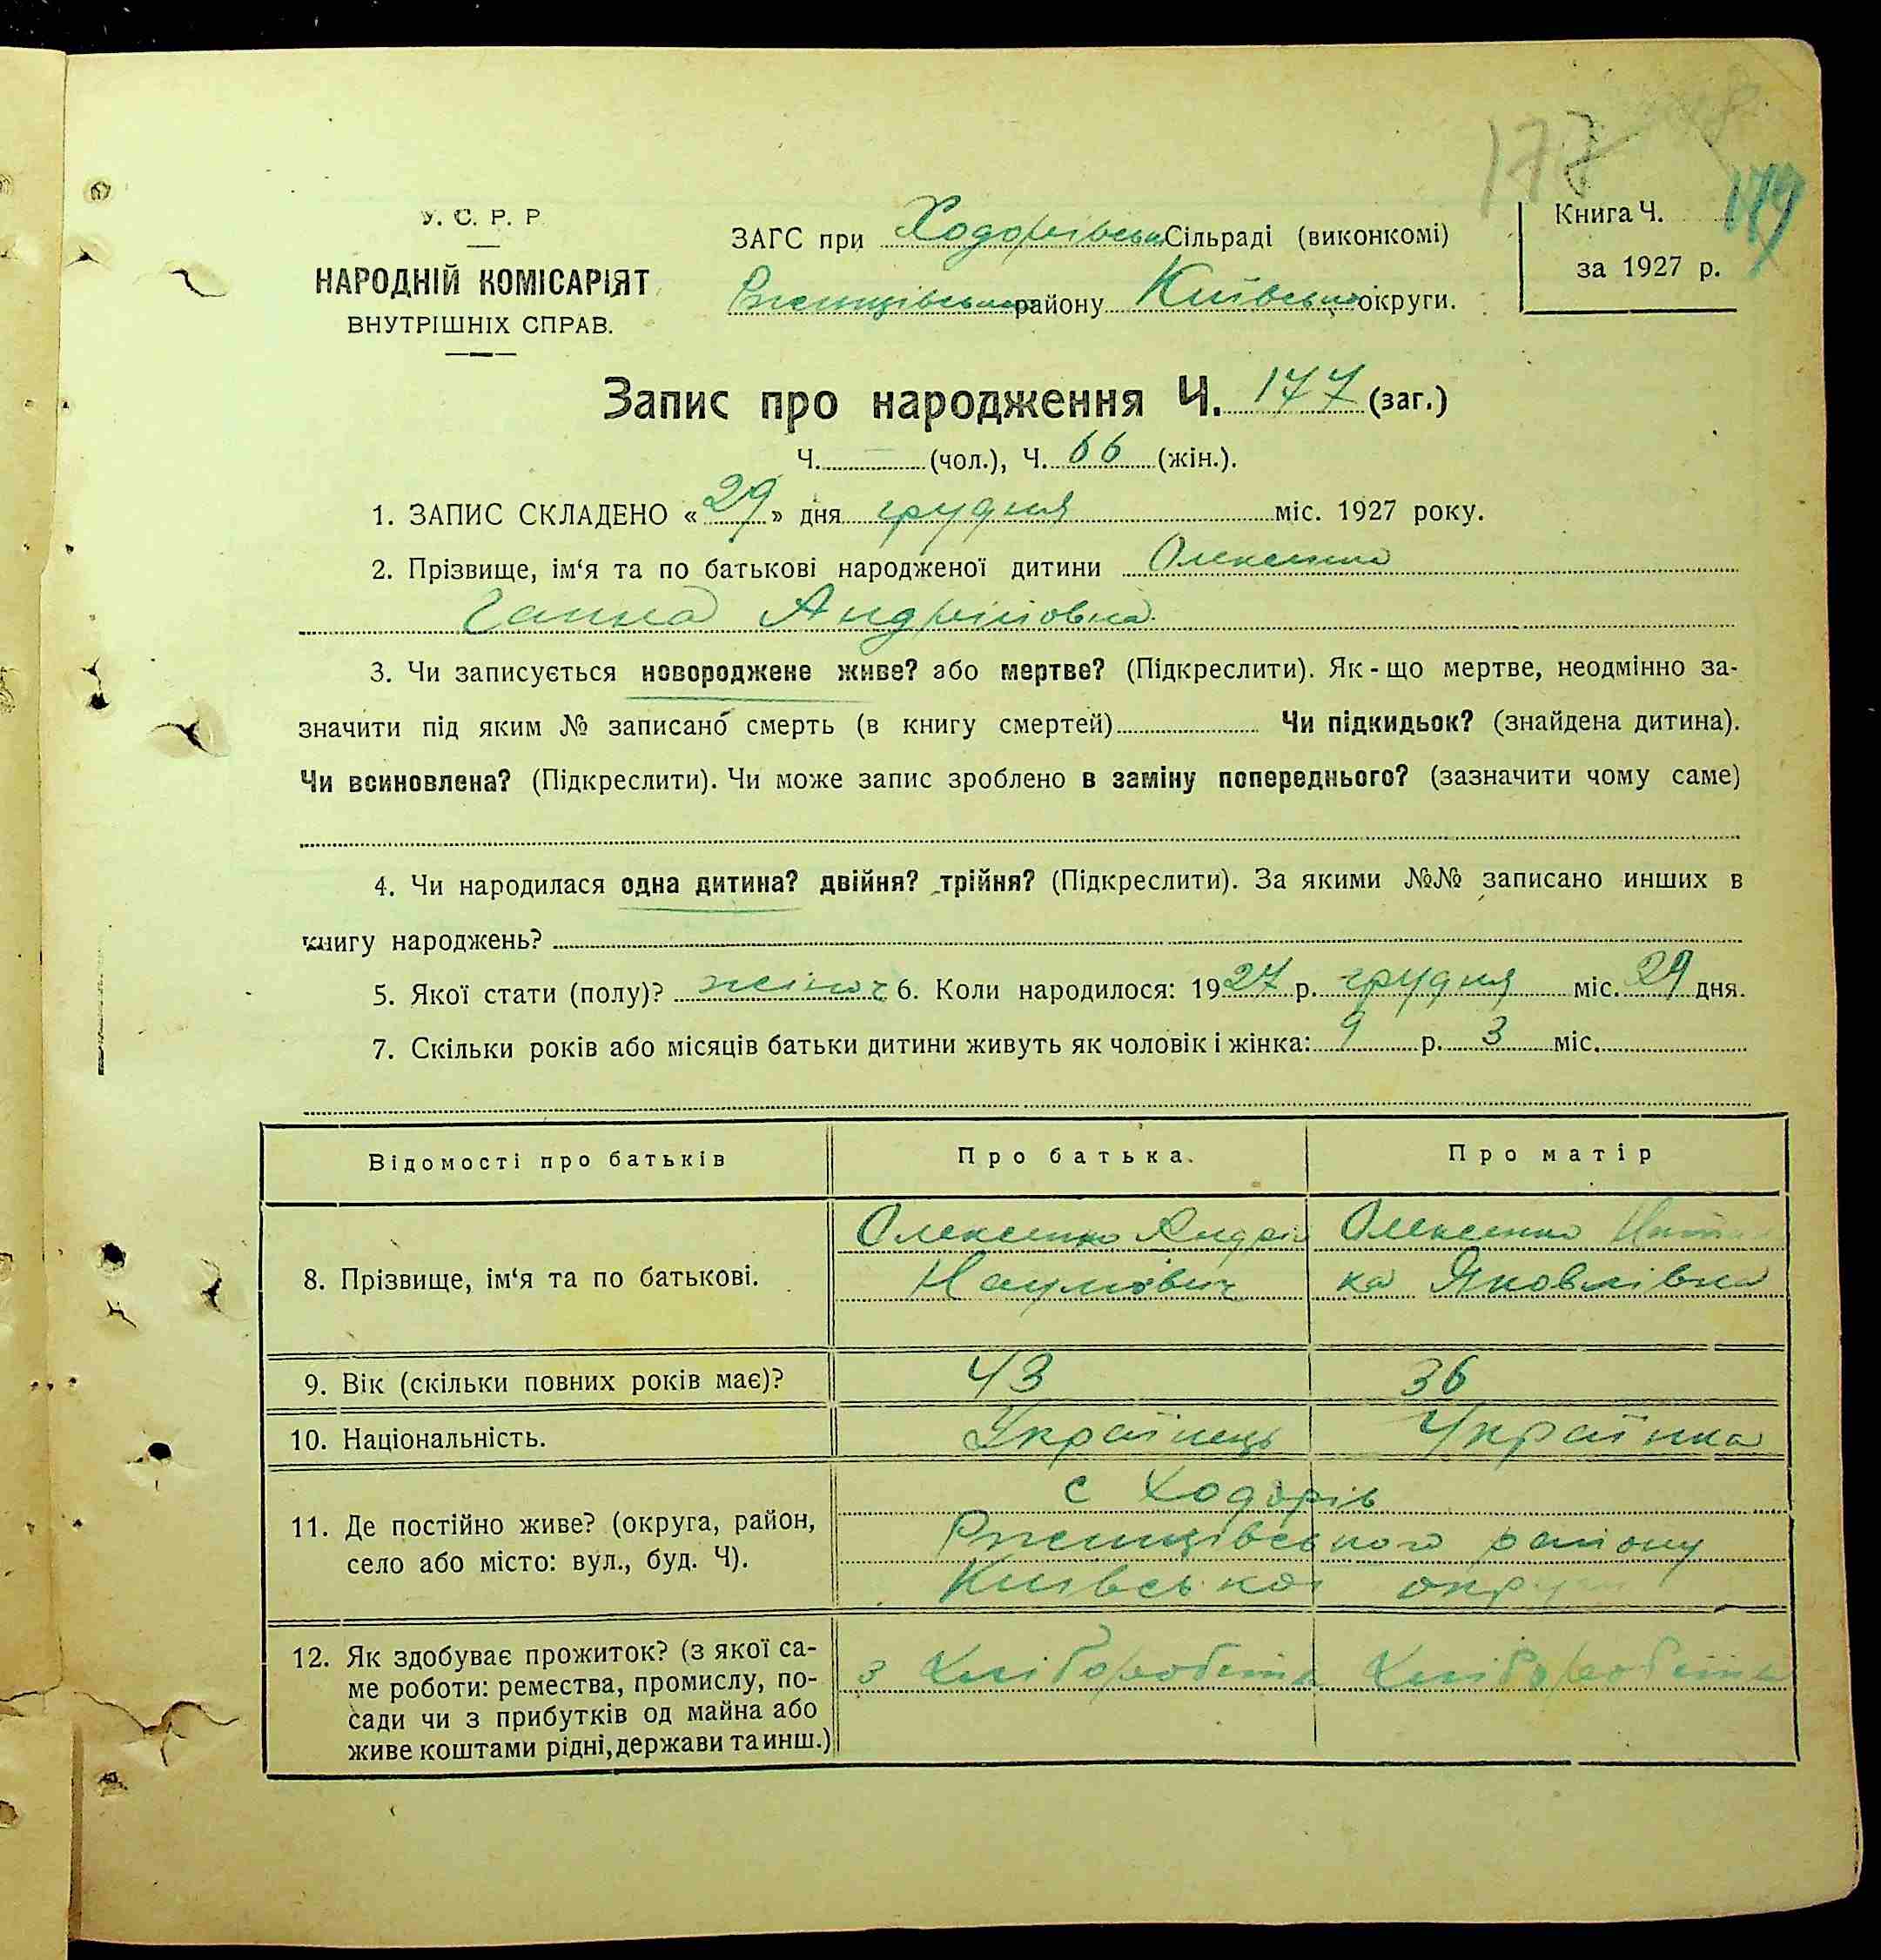 177
179
У. С. Р. Р
НАРОДНІЙ КОМІСАРІЯТ
ВНУТРІШНІХ СПРАВ.
ЗАГС при Ходорівськ Сільраді (виконкомі)
Ржищівського району Київської округи.
Книга Ч.
за 1927 р.
Запис про народження Ч. 177 (заг.)
Ч. — (чол.), Ч. 66 (жін.).
1. ЗАПИС СКЛАДЕНО «29» дня грудня міс. 1927 року.
2. Прізвище, ім‘я та по батькові народженої дитини Олексенко
Ганна Андріївна
3. Чи записується новороджене живе? або мертве? (Підкреслити). Як-що мертве, неодмінно за-
значити під яким № записано смерть (в книгу смертей) Чи підкидьок? (знайдена дитина).
Чи всиновлена? (Підкреслити). Чи може запис зроблено в заміну попереднього? (зазначити чому саме)
4. Чи народилася одна дитина? двійня? трійня? (Підкреслити). За якими №№ записано инших в
книгу народжень?
5. Якої стати (полу)? жіноч 6. Коли народилося: 1927 р. грудня міс. 29 дня.
7. Скільки років або місяців батьки дитини живуть як чоловік і жінка: 9 р. 3 міс.
Відомості про батьків Про батька. Про матір
8. Прізвище, ім‘я та по батькові.
Олексенко Андрій
Наумович
Олексенко
ка Яковлівна
9. Вік (скільки повних років має)? 43 36
10. Національність. Українець Українка
11. Де постійно живе? (округа, район,
село або місто: вул., буд. Ч).
с Ходорів
Ржищівського району
Київської округи
12. Як здобуває прожиток? (з якої са-
ме роботи: ремества, промислу, по-
сади чи з прибутків од майна або
живе коштами рідні, держави та инш.)
з Хліборобства Хліборобства